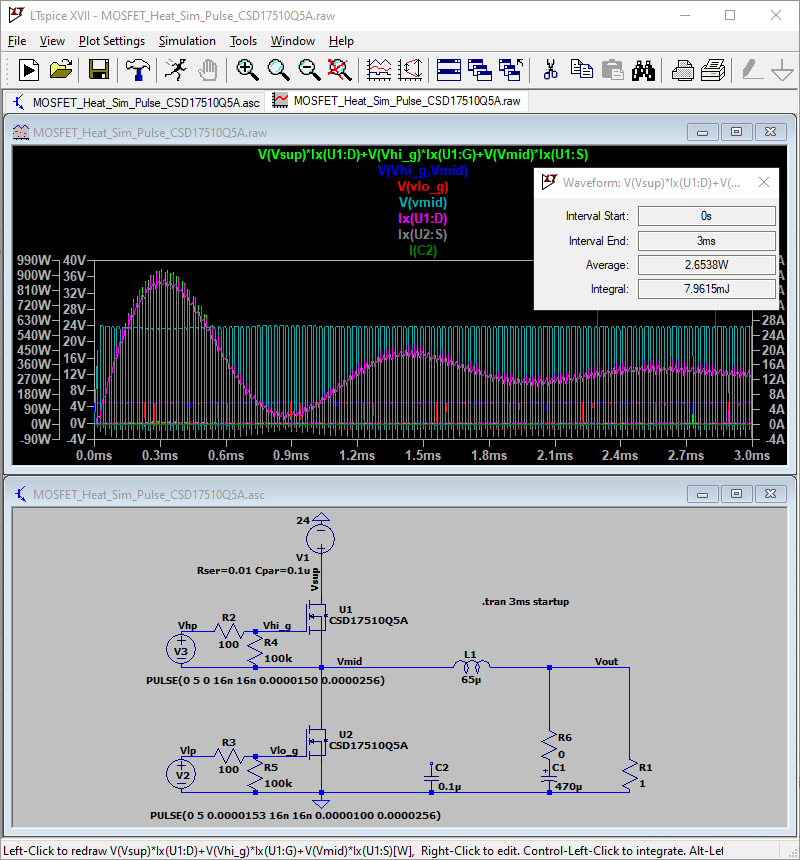 LTspice XVII - MOSFET_Heat_Sim_Pulse_CSD17510Q5A.raw
File View Plot Settings Simulation Tools Window Help
MOSFET_Heat_Sim_Pulse_CSD17510Q5A.asc MOSFET_Heat_Sim_Pulse_CSD17510Q5A.raw
MOSFET_Heat_Sim_Pulse_CSD17510Q5A.raw
V(Vsup)*Ix(U1:D)+V(Vhi_g)*Ix(U1:G)+V(Vmid)*Ix(U1:S)
V(Vhi_g,Vmid)
V(vlo_g)
V(vmid)
Ix(U1:D)
Ix(U2:S)
I(C2)
Waveform: V(Vsup)*Ix(U1:D)+V(...
Interval Start: 0s
Interval End: 3ms
Average: 2.6538W
Integral: 7.9615mJ
990W 40V
900W 36V
810W 32V
720W 28V
630W 24V 28A
540W 20V 24A
450W 16V 20A
360W 12V 16A
270W 8V 12A
180W 4V 8A
90W 0V 4A
0W 0A
-90W -4V -4A
0.0ms 0.3ms 0.6ms 0.9ms 1.2ms 1.5ms 1.8ms 2.1ms 2.4ms 2.7ms 3.0ms
MOSFET_Heat_Sim_Pulse_CSD17510Q5A.asc
24
V1
Rser=0.01 Cpar=0.1u
Vsup
.tran 3ms startup
U1
CSD17510Q5A
Vhp R2 Vhi_g
V3 100 R4
100k
Vmid L1 Vout
65µ
PULSE(0 5 0 16n 16n 0.0000150 0.0000256)
U2
CSD17510Q5A
Vlp R3 Vlo_g
V2 100 R5
100k
C2
0.1µ
R6
0
C1
470µ
R1
1
PULSE(0 5 0.0000153 16n 16n 0.0000100 0.0000256)
Left-Click to redraw V(Vsup)*Ix(U1:D)+V(Vhi_g)*Ix(U1:G)+V(Vmid)*Ix(U1:S)[W], Right-Click to edit. Control-Left-Click to integrate. Alt-Lef